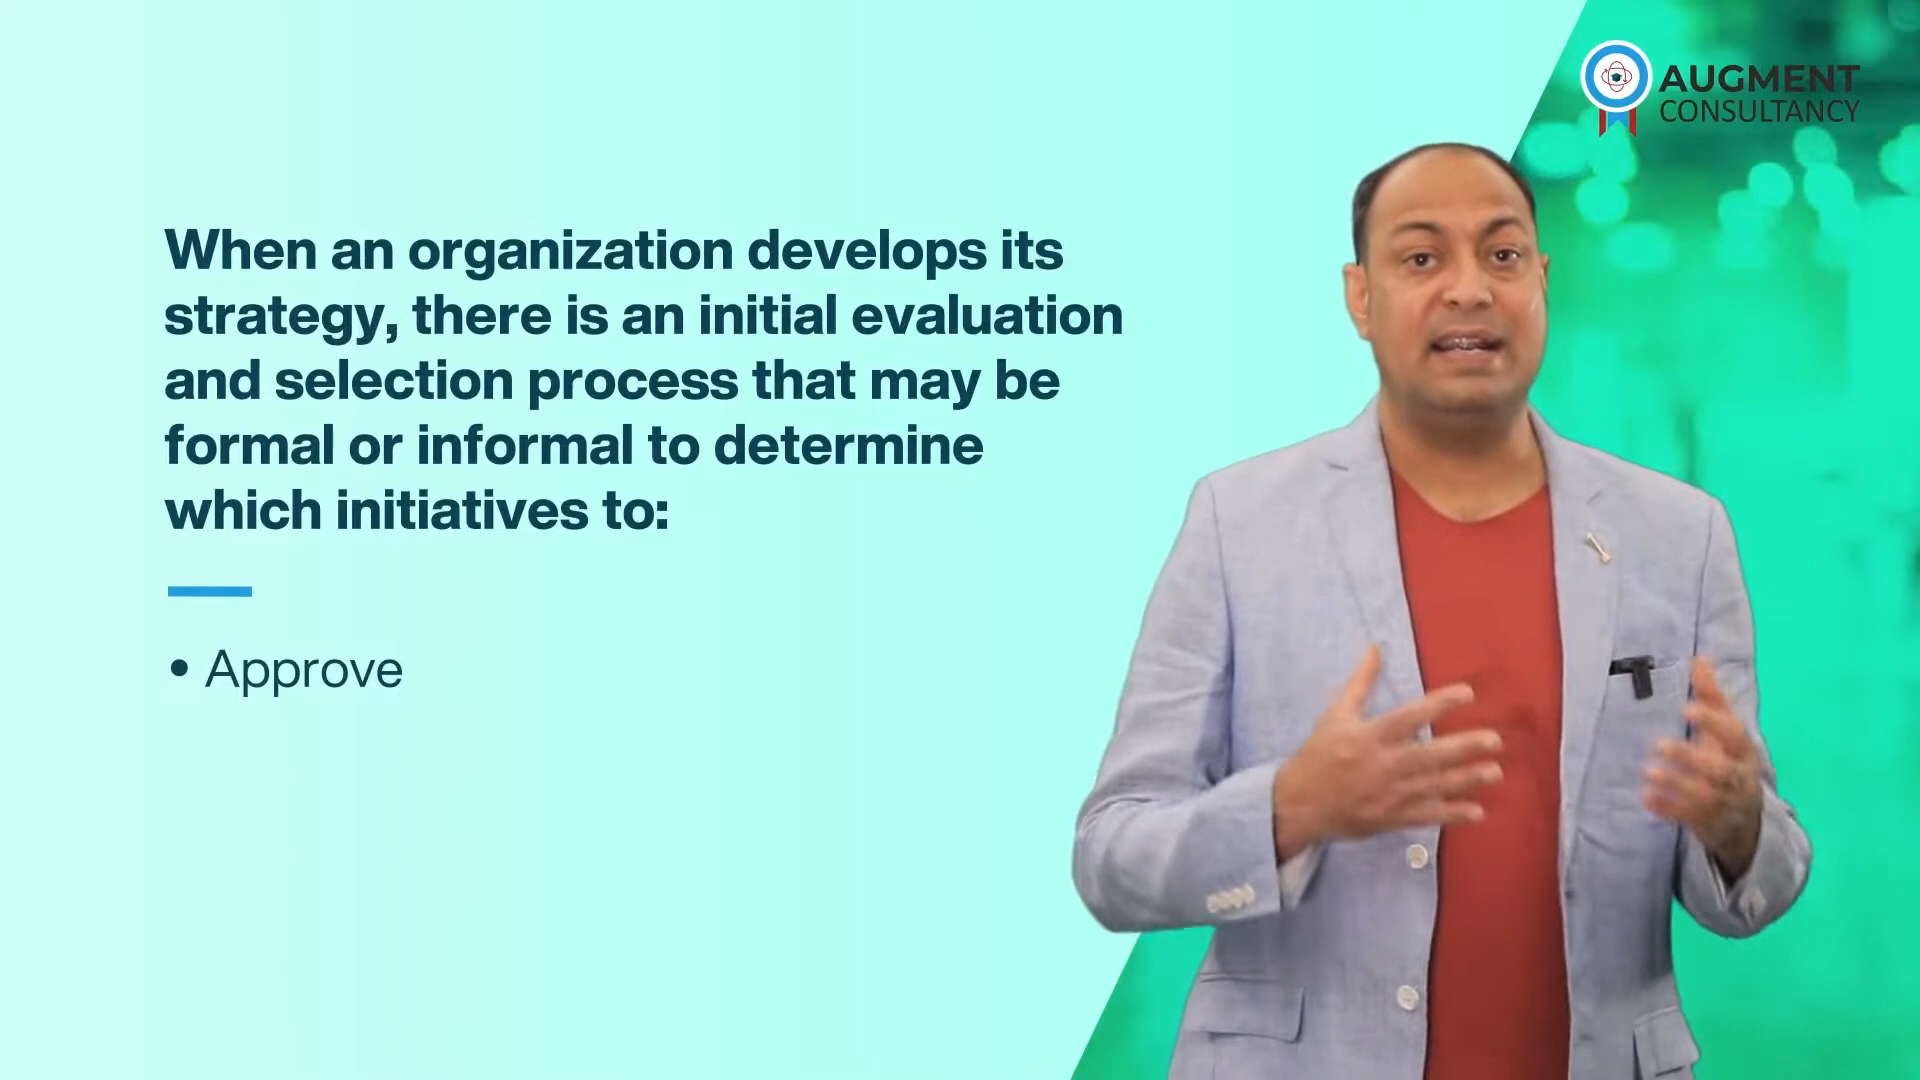 AUGMENT
CONSULTANCY
When an organization develops its
strategy, there is an initial evaluation
and selection process that may be
formal or informal to determine
which initiatives to:
• Approve